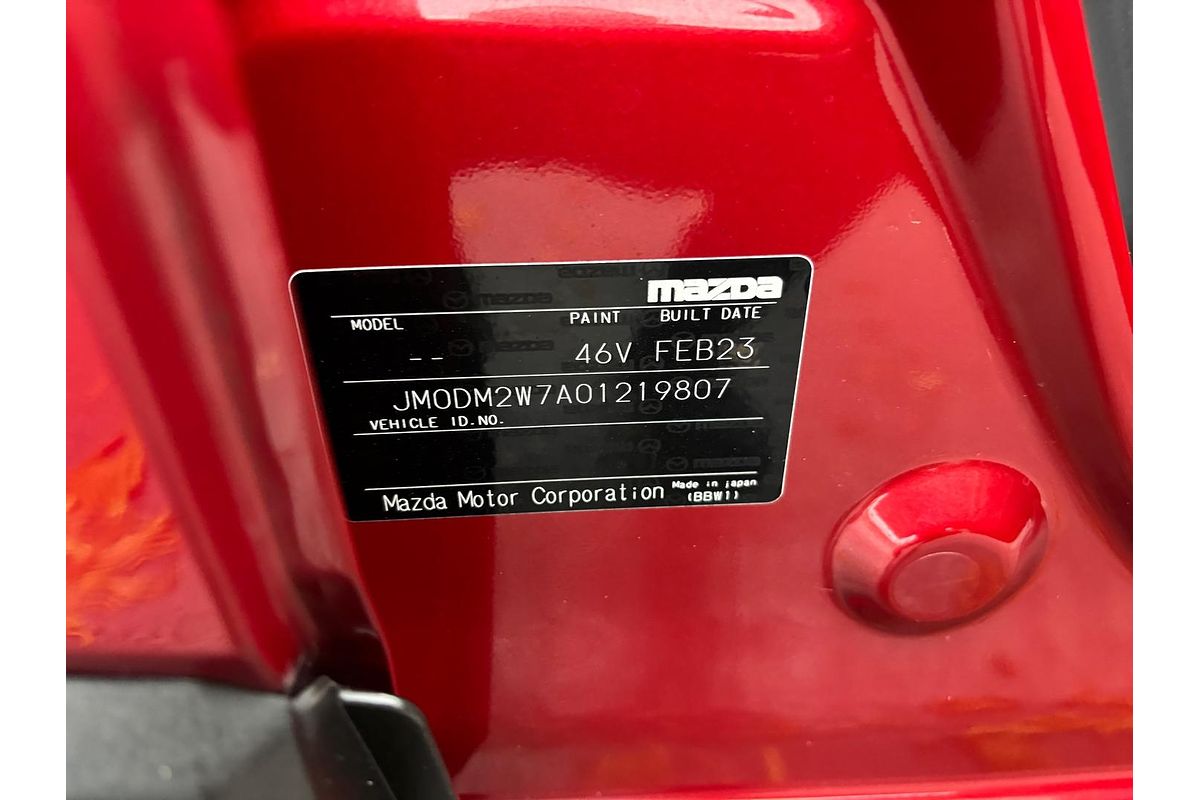 mazda
MODEL PAINT BUILT DATE
-- 46V FEB23
JM0DM2W7A01219807
VEHICLE ID.NO.
Mazda Motor Corporation Made in japan
(BBW1)